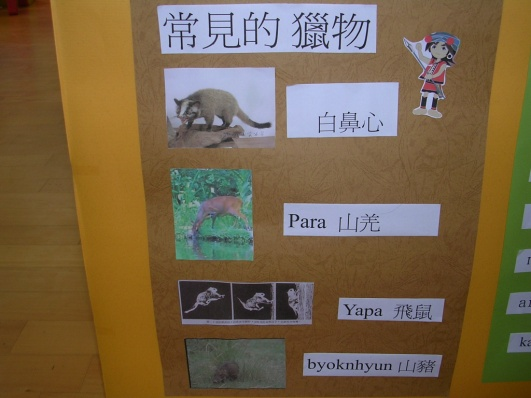 常見的 獵物
白鼻心
Para 山羌
Yapa 飛鼠
byoknhyun 山豬